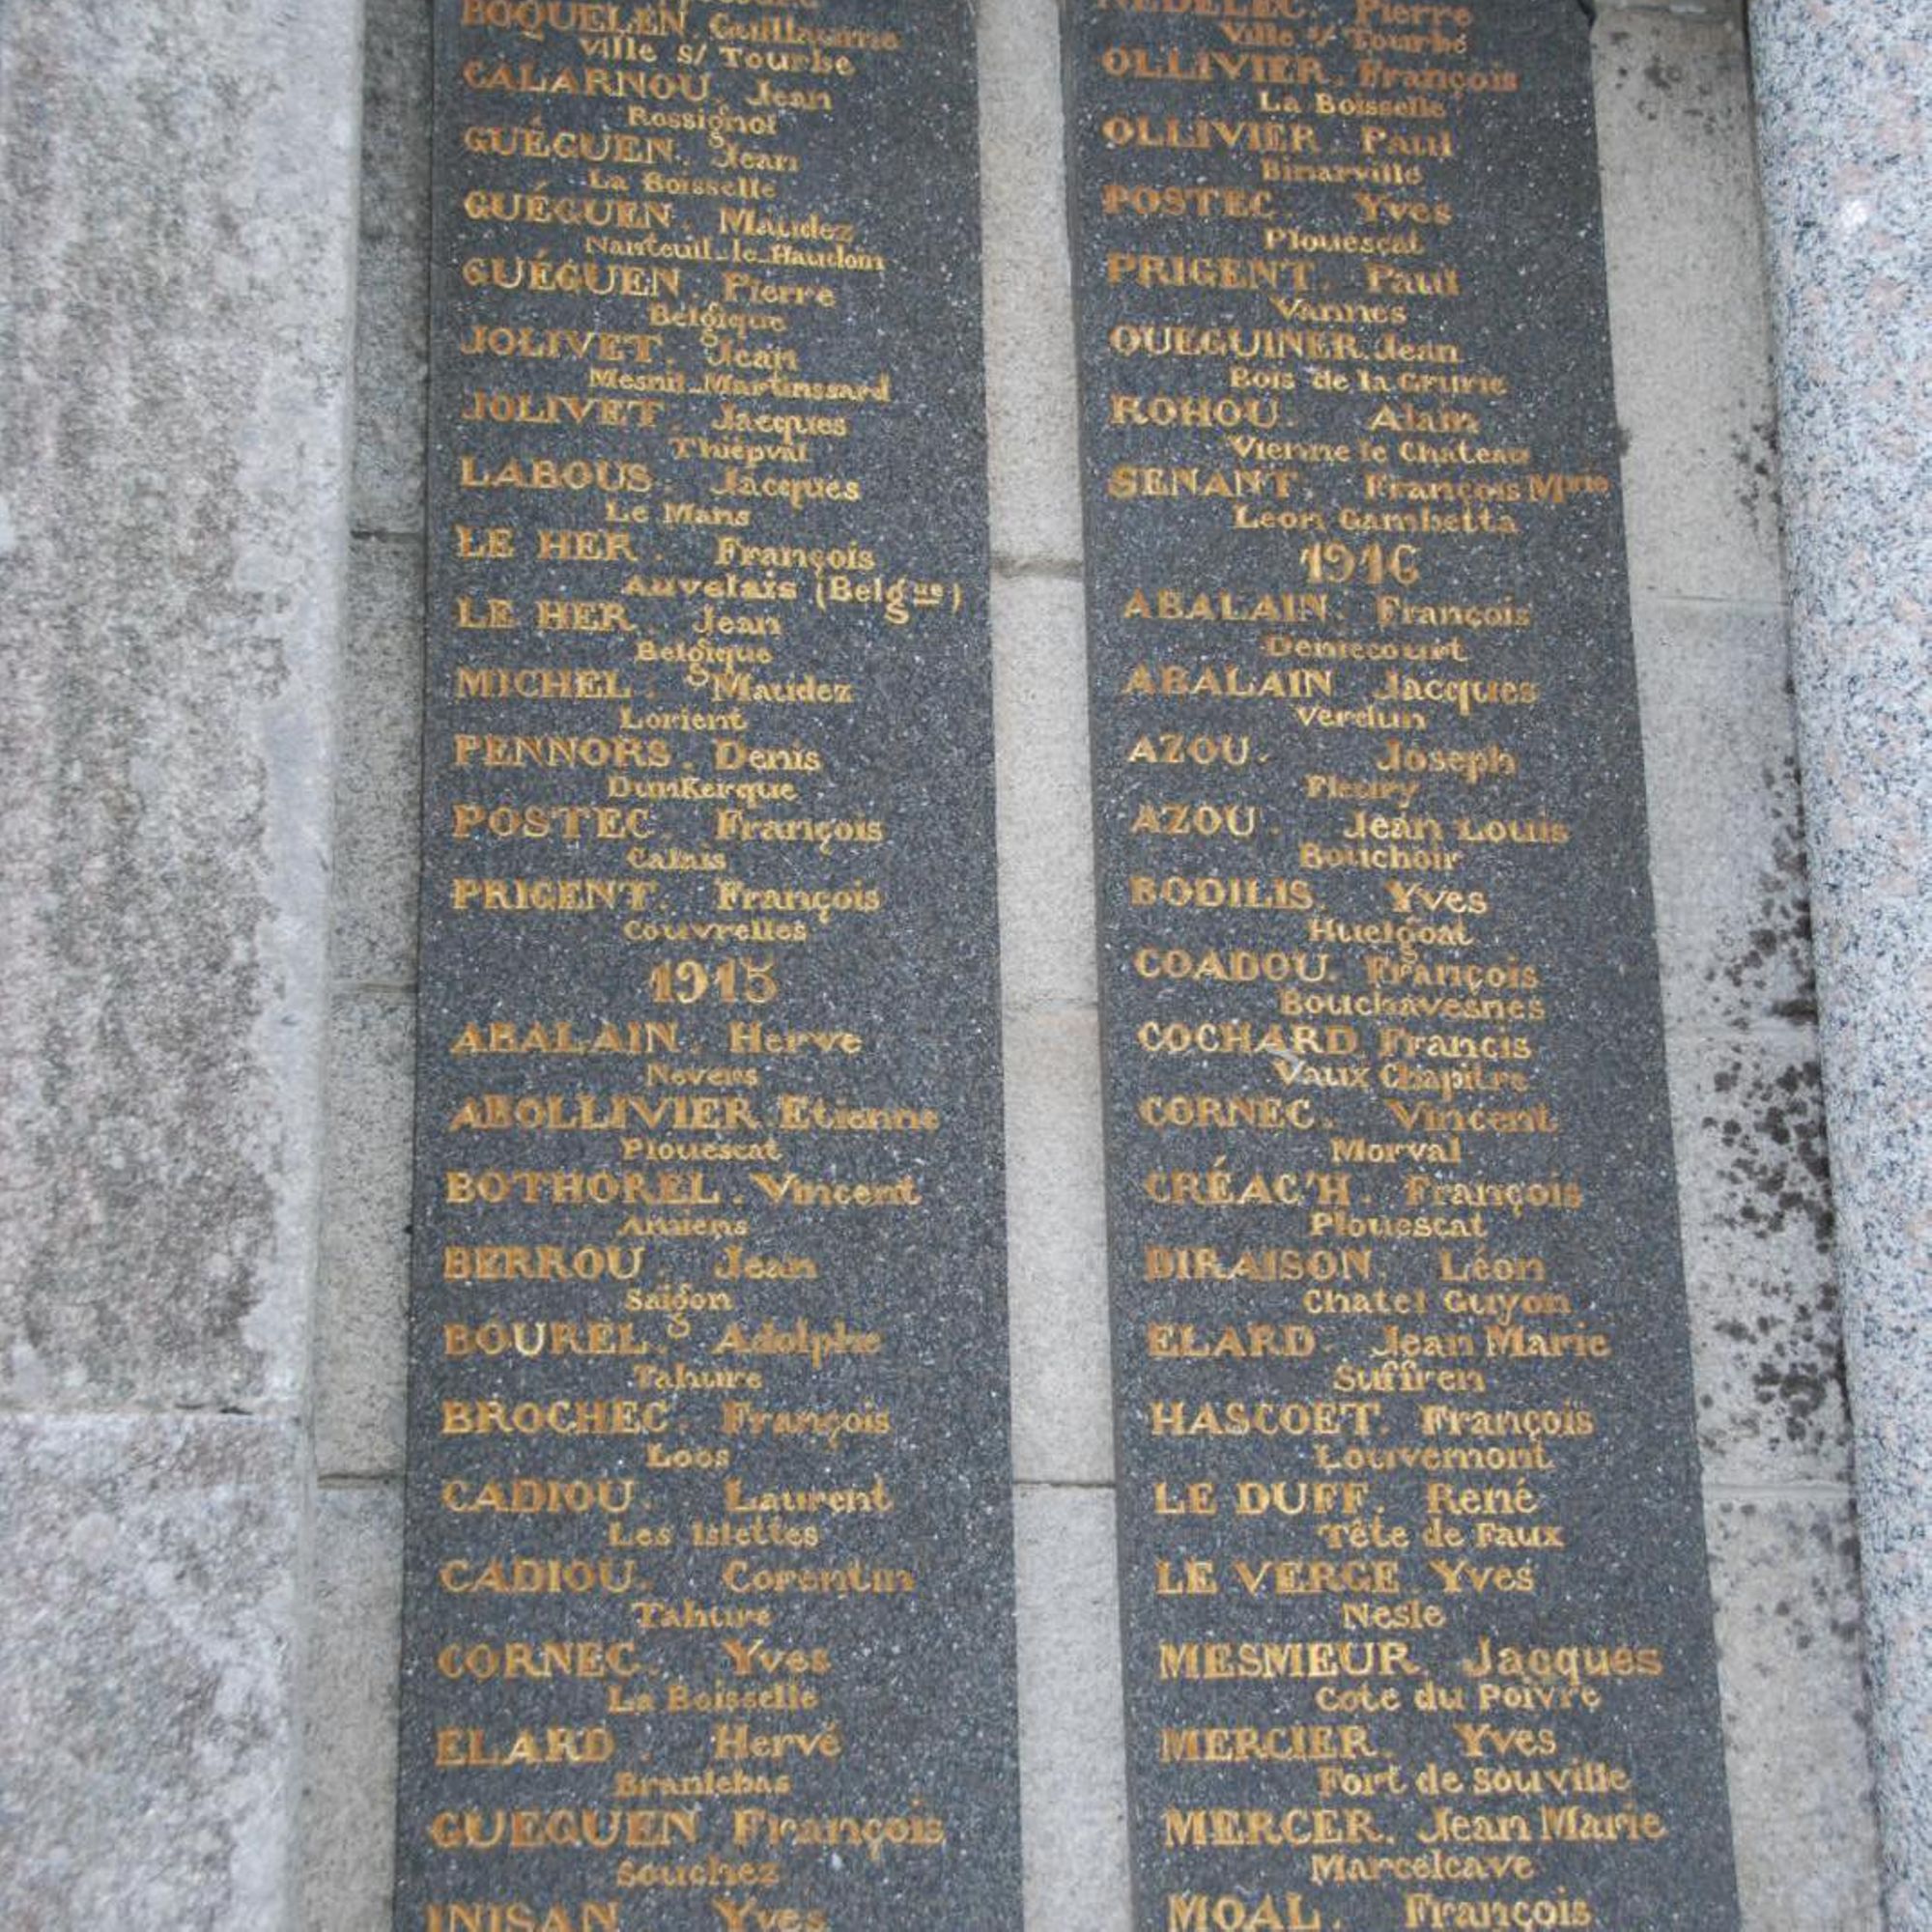 BOQUELEN. Guillaume
Ville s/ Tourbe
CALARNOU. Jean
Rossignol
GUÉGUEN. Jean
La Boisselle
GUÉGUEN. Maudez
Nanteuil-le-Haudoin
GUÉGUEN. Pierre
Belgique
JOLIVET. Jean
Mesnil-Martinssard
JOLIVET. Jacques
Thiepval
LABOUS. Jacques
Le Mans
LE HER. François
Auvelais (Belgque)
LE HER. Jean
Belgique
MICHEL. Maudez
Lorient
PENNORS. Denis
Dunkerque
POSTEC. François
Calais
PRIGENT. François
Couvrelles
1915
ABALAIN. Herve
Nevers
ABOLLIVIER. Etienne
Plouescat
BOTHOREL. Vincent
Amiens
BERROU. Jean
Saigon
BOUREL. Adolphe
Tahure
BROCHEC. François
Loos
CADIOU. Laurent
Les Islettes
CADIOU. Corentin
Tahure
CORNEC. Yves
La Boisselle
ELARD. Hervé
Branlebas
GUEGUEN François
Souchez
INISAN Yves
NEDELEC. Pierre
Ville s/ Tourbe
OLLIVIER. François
La Boisselle
OLLIVIER. Paul
Binarville
POSTEC. Yves
Plouescat
PRIGENT. Paul
Vannes
QUEGUINER. Jean
Bois de la Grurie
ROHOU. Alain
Vienne le Chateau
SENANT. François Mrie
Leon Gambetta
1916
ABALAIN. François
Deniecourt
ABALAIN Jacques
Verdun
AZOU. Joseph
Fleury
AZOU. Jean Louis
Bouchoir
BODILIS. Yves
Huelgoat
COADOU. François
Bouchavesnes
COCHARD. Francis
Vaux Chapitre
CORNEC. Vincent
Morval
CRÉAC'H. François
Plouescat
DIRAISON. Léon
Chatel Guyon
ELARD. Jean Marie
Suffren
HASCOET. François
Louvemont
LE DUFF. René
Tête de Faux
LE VERGE. Yves
Nesle
MESMEUR. Jacques
Cote du Poivre
MERCIER. Yves
Fort de Souville
MERCER. Jean Marie
Marcelcave
MOAL. François